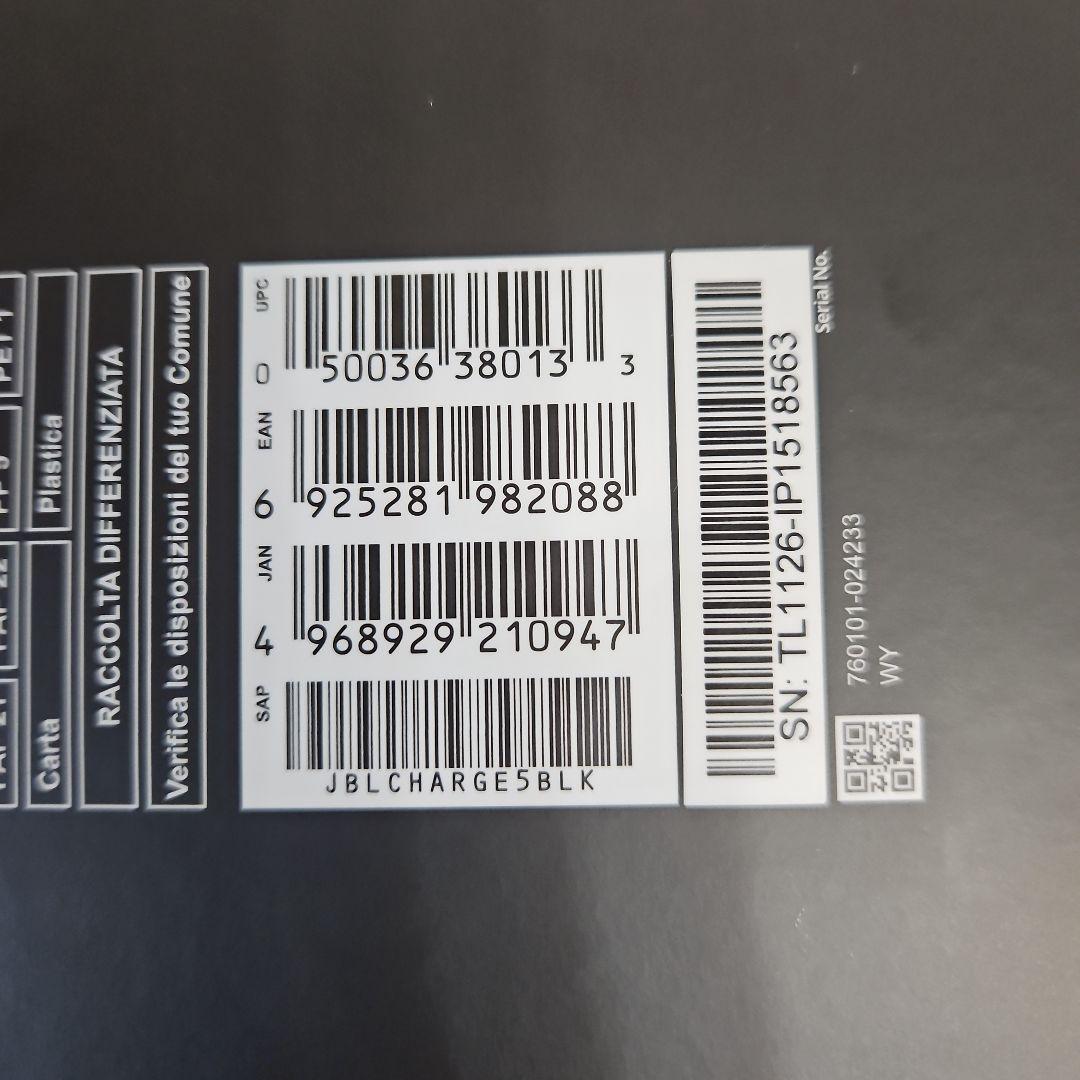 UPC
0 50036 38013 3
EAN
6 925281 982088
JAN
4 968929 210947
SAP
JBLCHARGE5BLK
SN: TL1126-IP1518563
Serial No.
760101-024233
WY
Carta
Plastica
RACCOLTA DIFFERENZIATA
Verifica le disposizioni del tuo Comune